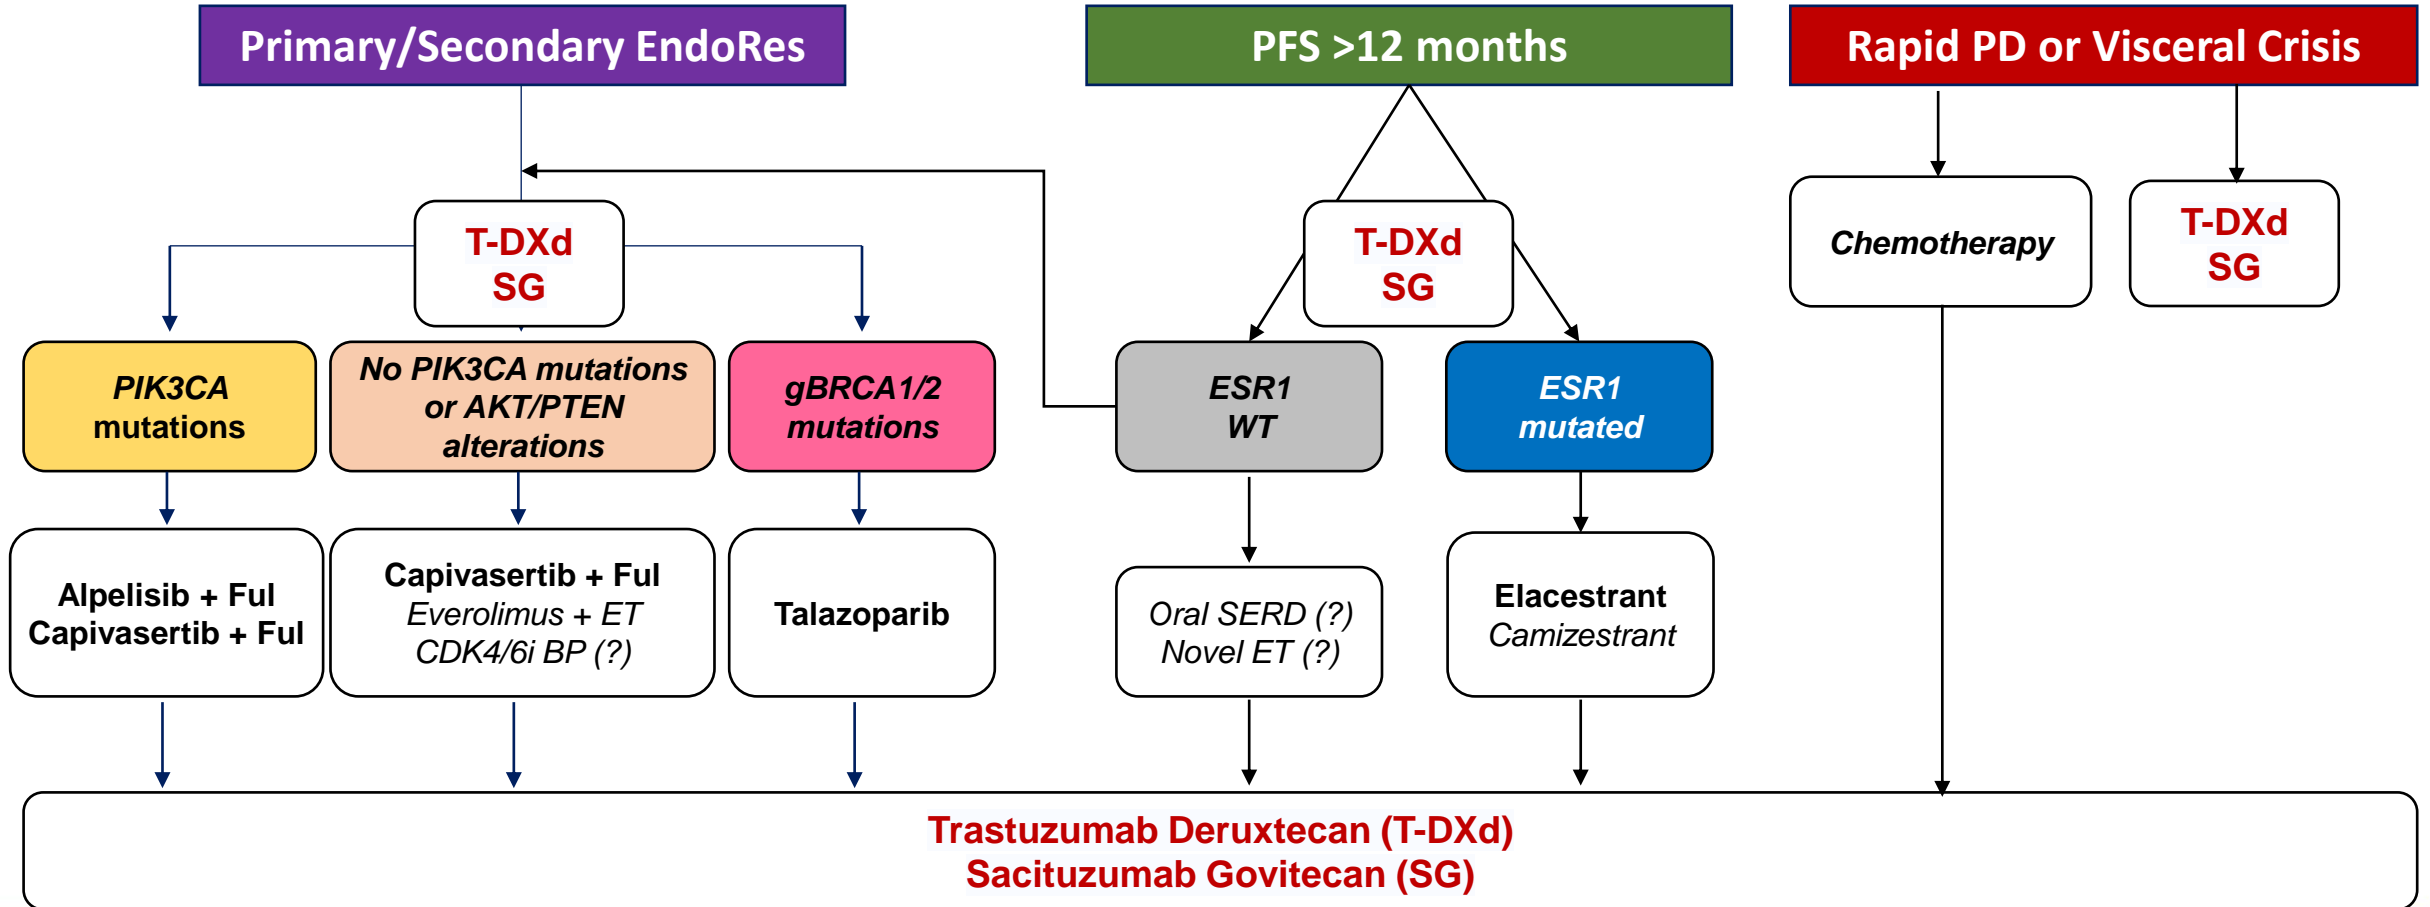 Primary/Secondary EndoRes
PFS >12 months
Rapid PD or Visceral Crisis
T-DXd
SG
T-DXd
SG
Chemotherapy
T-DXd
SG
PIK3CA
mutations
No PIK3CA mutations
or AKT/PTEN
alterations
gBRCA1/2
mutations
ESR1
WT
ESR1
mutated
Alpelisib + Ful
Capivasertib + Ful
Capivasertib + Ful
Everolimus + ET
CDK4/6i BP (?)
Talazoparib
Oral SERD (?)
Novel ET (?)
Elacestrant
Camizestrant
Trastuzumab Deruxtecan (T-DXd)
Sacituzumab Govitecan (SG)